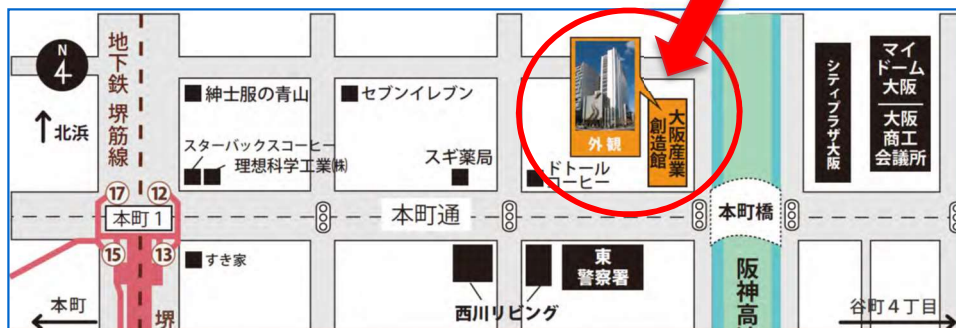 N
北浜
地下鉄 堺筋線
紳士服の青山
セブンイレブン
外観
大阪産業
創造館
シティプラザ大阪
マイ
ドーム
大阪
大阪
商工
会議所
スターバックスコーヒー
理想科学工業㈱
スギ薬局
ドトール
コーヒー
17
12
本町1
本町通
本町橋
15
13
すき家
西川リビング
東
警察署
阪神高
本町
堺
谷町4丁目